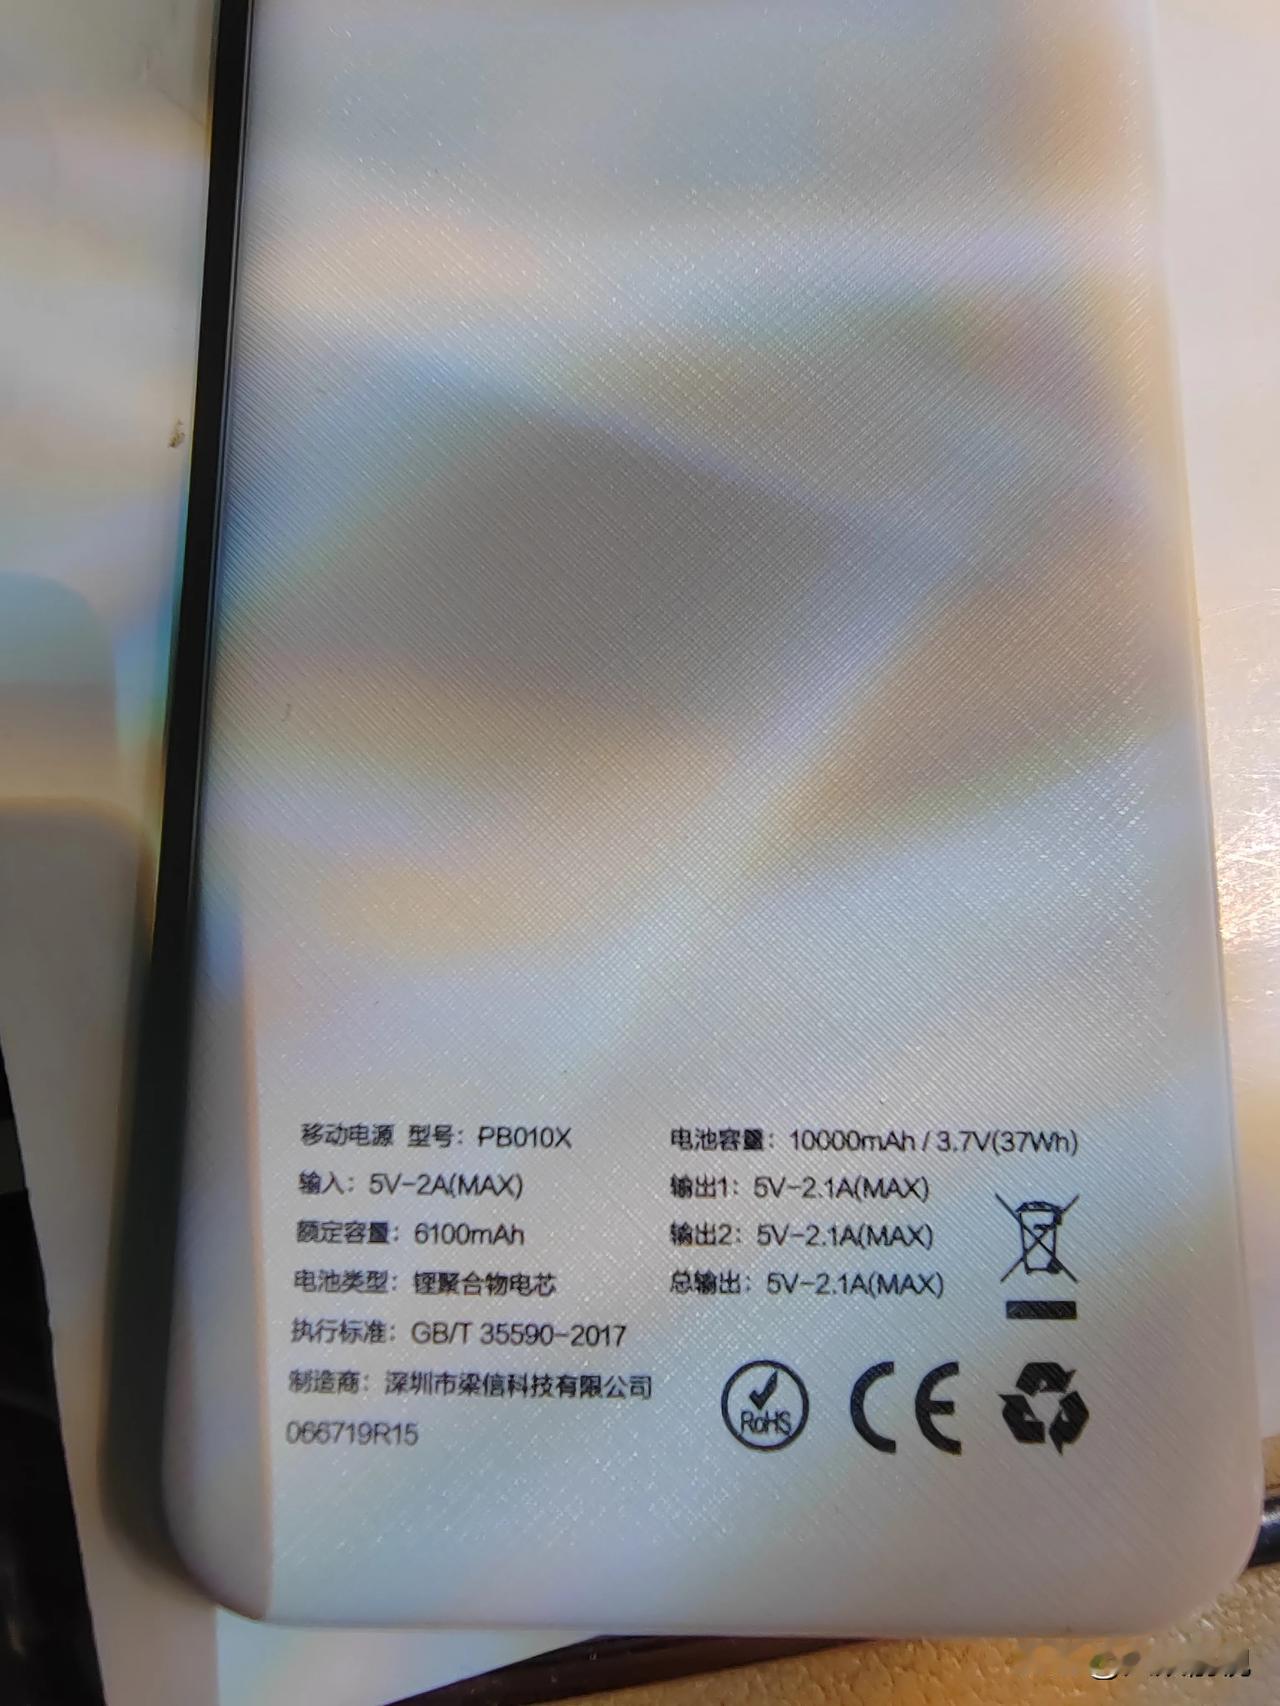 移动电源 型号：PB010X
输入：5V-2A(MAX)
额定容量：6100mAh
电池类型：锂聚合物电芯
执行标准：GB/T 35590-2017
制造商：深圳市梁信科技有限公司
066719R15
电池容量：10000mAh / 3.7V(37Wh)
输出1：5V-2.1A(MAX)
输出2：5V-2.1A(MAX)
总输出：5V-2.1A(MAX)
RoHS
CE